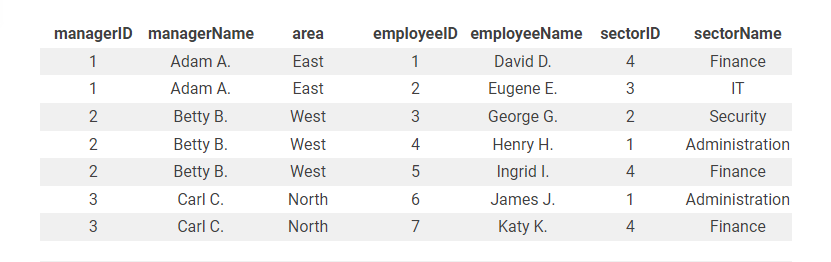 managerID managerName area employeeID employeeName sectorID sectorName
1 Adam A. East 1 David D. 4 Finance
1 Adam A. East 2 Eugene E. 3 IT
2 Betty B. West 3 George G. 2 Security
2 Betty B. West 4 Henry H. 1 Administration
2 Betty B. West 5 Ingrid I. 4 Finance
3 Carl C. North 6 James J. 1 Administration
3 Carl C. North 7 Katy K. 4 Finance